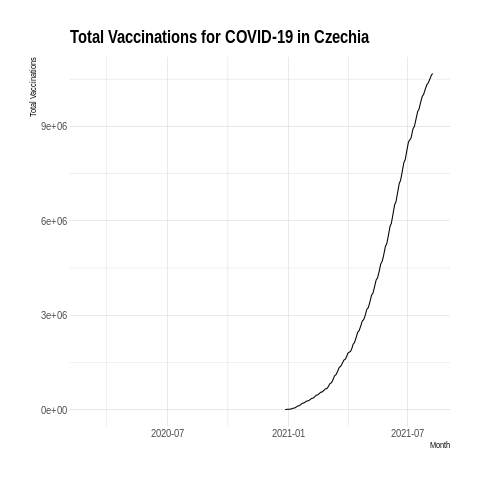 Total Vaccinations for COVID-19 in Czechia
Total Vaccinations
9e+06
6e+06
3e+06
0e+00
2020-07 2021-01 2021-07
Month